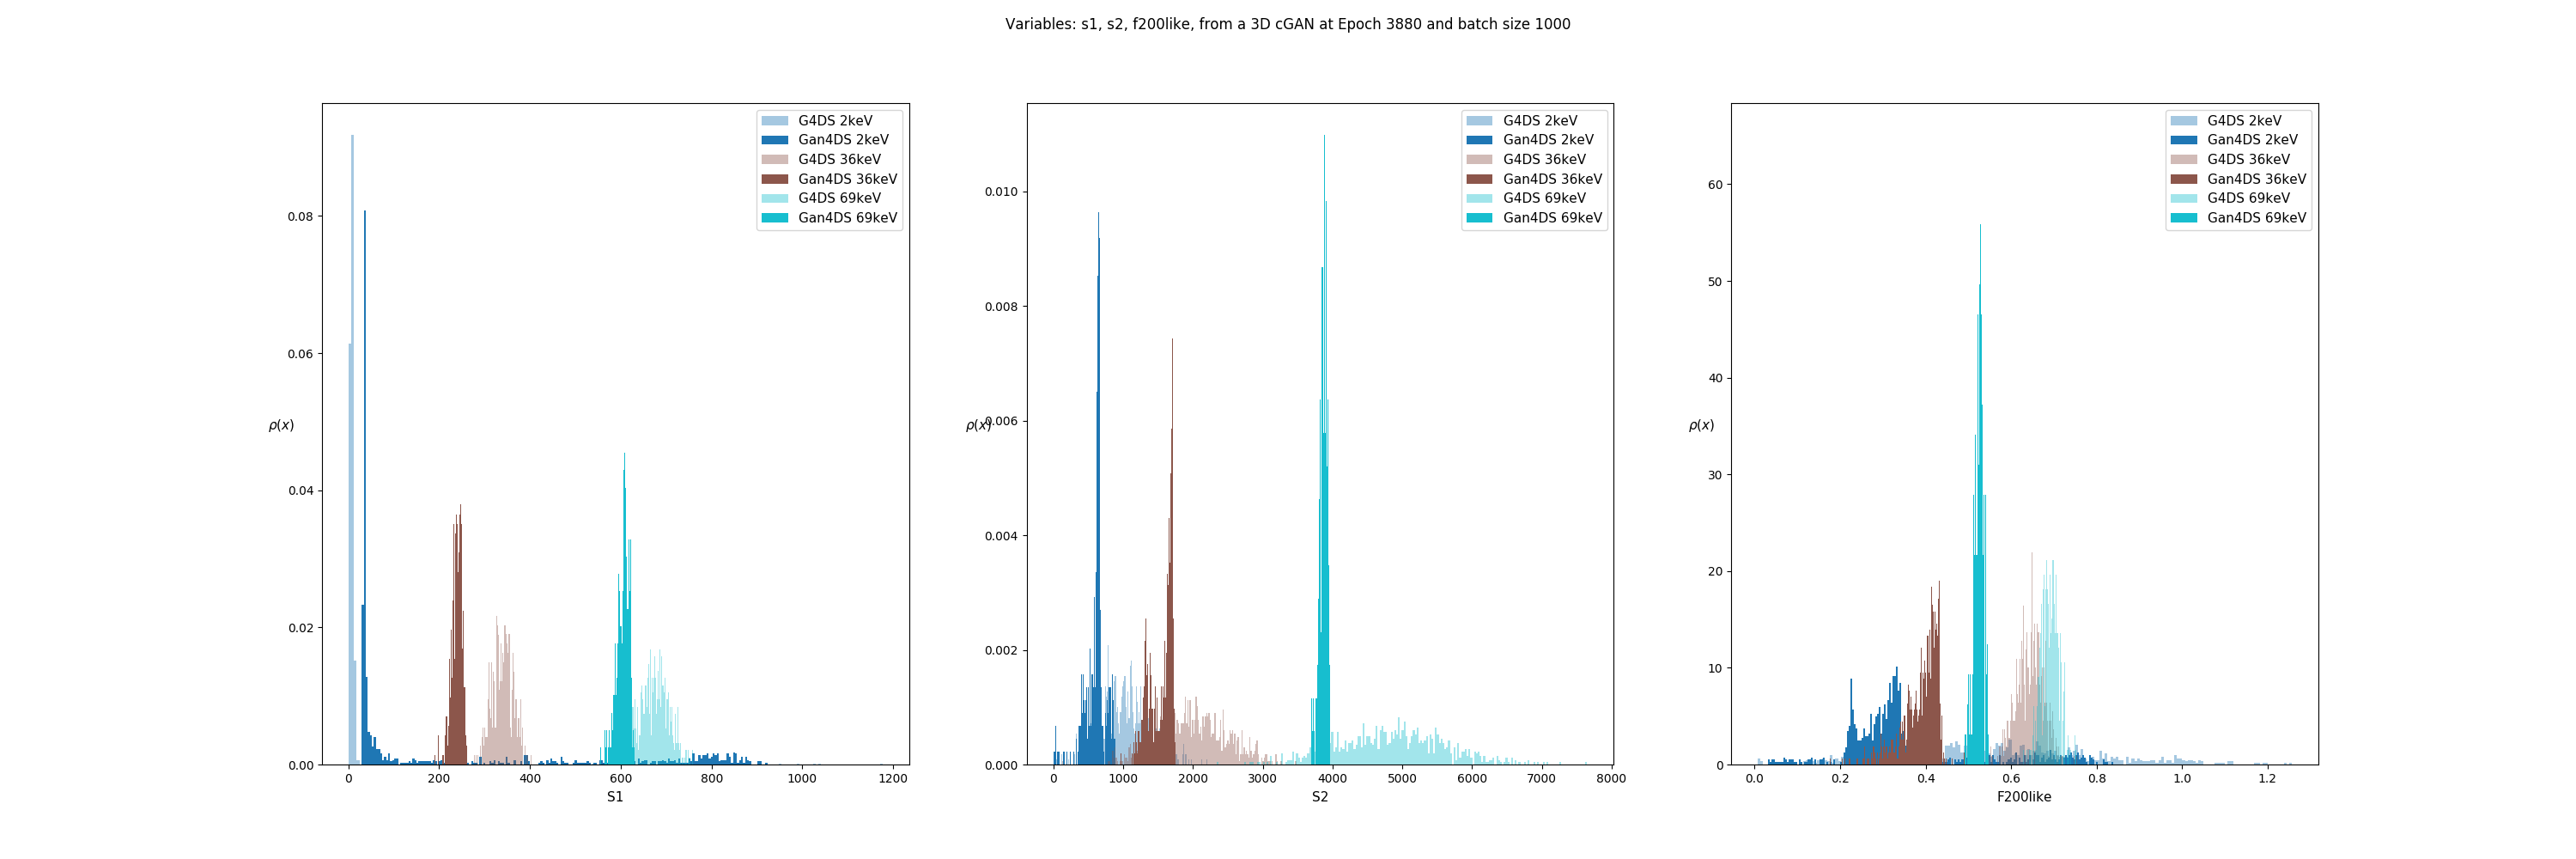 Variables: s1, s2, f200like, from a 3D cGAN at Epoch 3880 and batch size 1000
G4DS 2keV
Gan4DS 2keV
G4DS 36keV
Gan4DS 36keV
G4DS 69keV
Gan4DS 69keV
0.08
0.06
ρ(x)
0.04
0.02
0.00
0 200 400 600 800 1000 1200
S1
G4DS 2keV
Gan4DS 2keV
G4DS 36keV
Gan4DS 36keV
G4DS 69keV
Gan4DS 69keV
0.010
0.008
0.006
ρ(x)
0.004
0.002
0.000
0 1000 2000 3000 4000 5000 6000 7000 8000
S2
G4DS 2keV
Gan4DS 2keV
G4DS 36keV
Gan4DS 36keV
G4DS 69keV
Gan4DS 69keV
60
50
40
ρ(x)
30
20
10
0
0.0 0.2 0.4 0.6 0.8 1.0 1.2
F200like